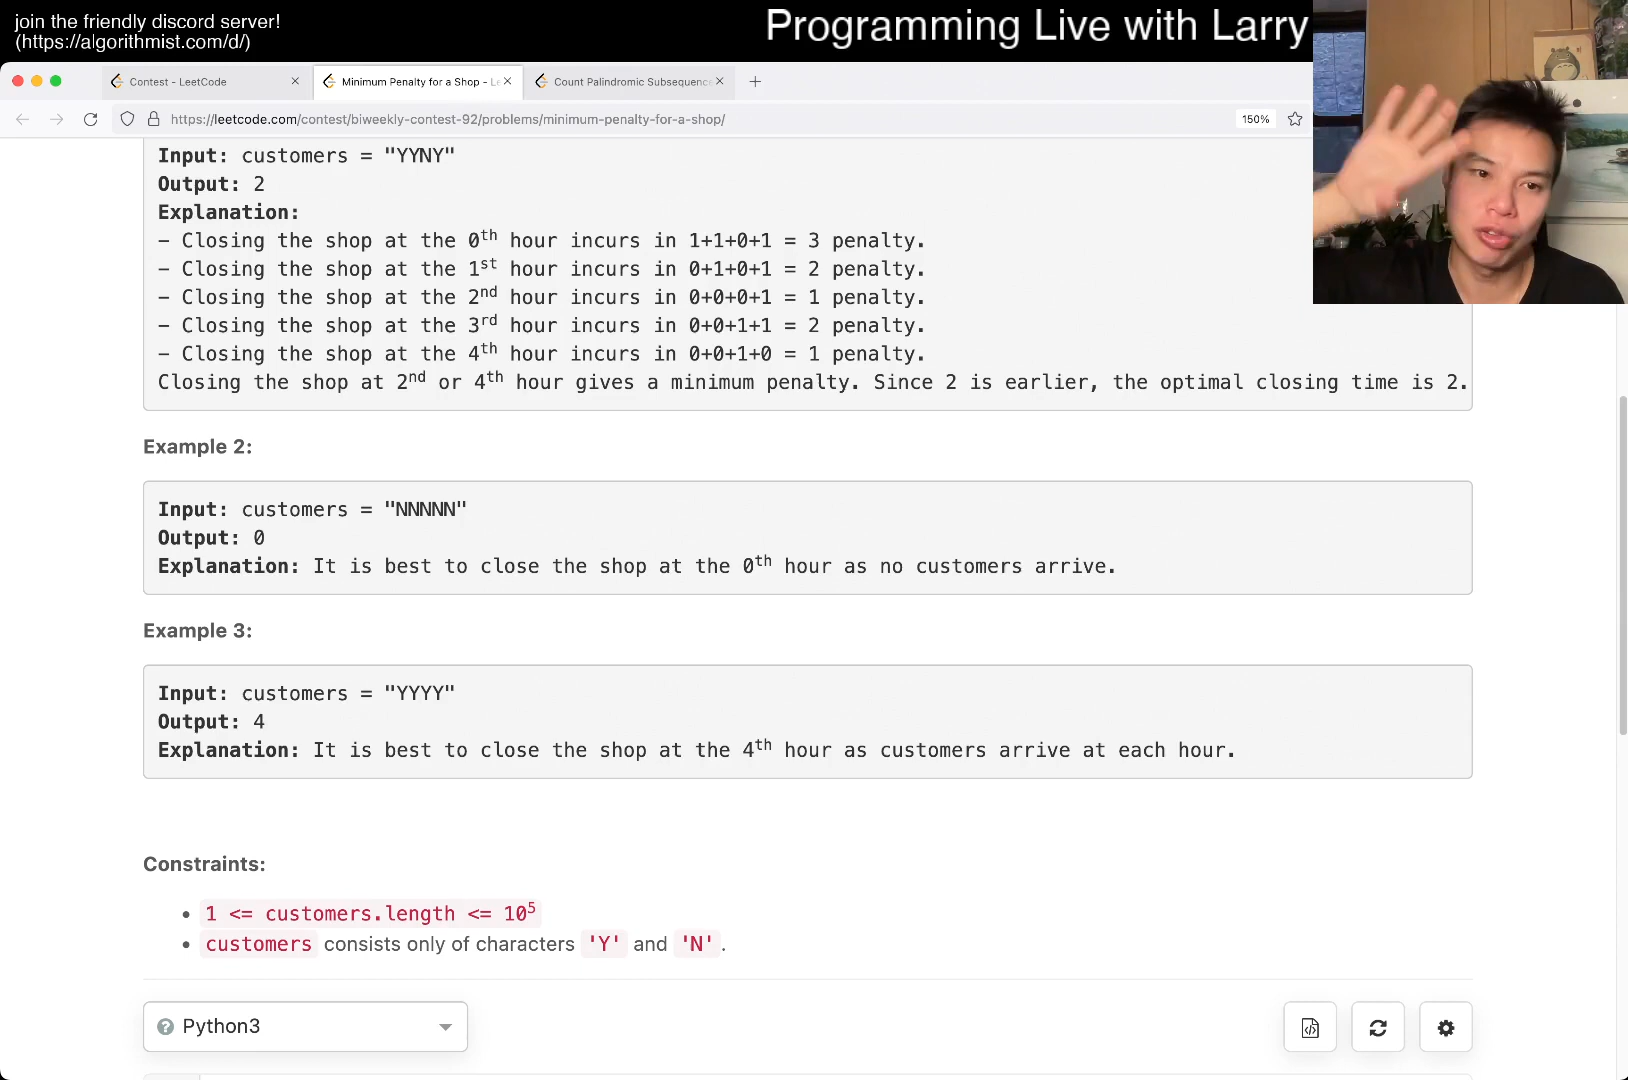 join the friendly discord server!
(https://algorithmist.com/d/)
Programming Live with Larry
Contest - LeetCode
Minimum Penalty for a Shop - Le
Count Palindromic Subsequence
https://leetcode.com/contest/biweekly-contest-92/problems/minimum-penalty-for-a-shop/
150%
Input: customers = "YYNY"
Output: 2
Explanation:
- Closing the shop at the 0th hour incurs in 1+1+0+1 = 3 penalty.
- Closing the shop at the 1st hour incurs in 0+1+0+1 = 2 penalty.
- Closing the shop at the 2nd hour incurs in 0+0+0+1 = 1 penalty.
- Closing the shop at the 3rd hour incurs in 0+0+1+1 = 2 penalty.
- Closing the shop at the 4th hour incurs in 0+0+1+0 = 1 penalty.
Closing the shop at 2nd or 4th hour gives a minimum penalty. Since 2 is earlier, the optimal closing time is 2.
Example 2:
Input: customers = "NNNNN"
Output: 0
Explanation: It is best to close the shop at the 0th hour as no customers arrive.
Example 3:
Input: customers = "YYYY"
Output: 4
Explanation: It is best to close the shop at the 4th hour as customers arrive at each hour.
Constraints:
1 <= customers.length <= 10^5
customers consists only of characters 'Y' and 'N'.
Python3